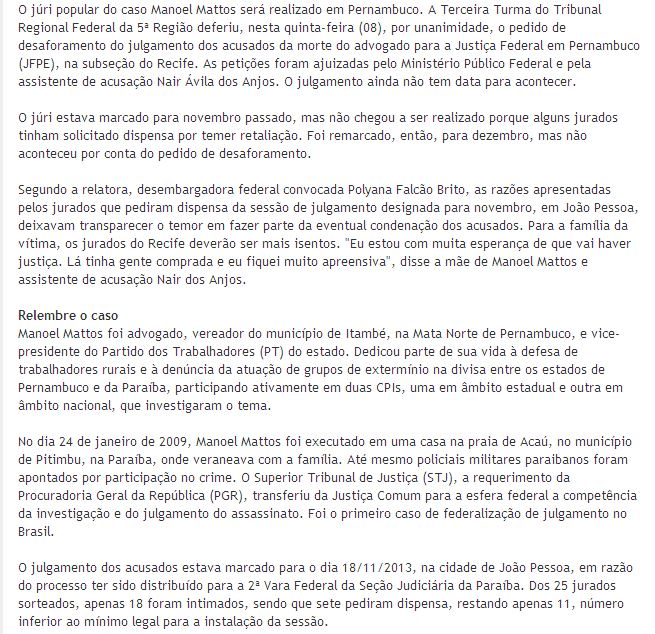 O júri popular do caso Manoel Mattos será realizado em Pernambuco. A Terceira Turma do Tribunal
Regional Federal da 5ª Região deferiu, nesta quinta-feira (08), por unanimidade, o pedido de
desaforamento do julgamento dos acusados da morte do advogado para a Justiça Federal em Pernambuco
(JFPE), na subseção do Recife. As petições foram ajuizadas pelo Ministério Público Federal e pela
assistente de acusação Nair Ávila dos Anjos. O julgamento ainda não tem data para acontecer.
O júri estava marcado para novembro passado, mas não chegou a ser realizado porque alguns jurados
tinham solicitado dispensa por temer retaliação. Foi remarcado, então, para dezembro, mas não
aconteceu por conta do pedido de desaforamento.
Segundo a relatora, desembargadora federal convocada Polyana Falcão Brito, as razões apresentadas
pelos jurados que pediram dispensa da sessão de julgamento designada para novembro, em João Pessoa,
deixavam transparecer o temor em fazer parte da eventual condenação dos acusados. Para a família da
vítima, os jurados do Recife deverão ser mais isentos. "Eu estou com muita esperança de que vai haver
justiça. Lá tinha gente comprada e eu fiquei muito apreensiva", disse a mãe de Manoel Mattos e
assistente de acusação Nair dos Anjos.
Relembre o caso
Manoel Mattos foi advogado, vereador do município de Itambé, na Mata Norte de Pernambuco, e vice-
presidente do Partido dos Trabalhadores (PT) do estado. Dedicou parte de sua vida à defesa de
trabalhadores rurais e à denúncia da atuação de grupos de extermínio na divisa entre os estados de
Pernambuco e da Paraíba, participando ativamente em duas CPIs, uma em âmbito estadual e outra em
âmbito nacional, que investigaram o tema.
No dia 24 de janeiro de 2009, Manoel Mattos foi executado em uma casa na praia de Acaú, no município
de Pitimbu, na Paraíba, onde veraneava com a família. Até mesmo policiais militares paraibanos foram
apontados por participação no crime. O Superior Tribunal de Justiça (STJ), a requerimento da
Procuradoria Geral da República (PGR), transferiu da Justiça Comum para a esfera federal a competência
da investigação e do julgamento do assassinato. Foi o primeiro caso de federalização de julgamento no
Brasil.
O julgamento dos acusados estava marcado para o dia 18/11/2013, na cidade de João Pessoa, em razão
do processo ter sido distribuído para a 2ª Vara Federal da Seção Judiciária da Paraíba. Dos 25 jurados
sorteados, apenas 18 foram intimados, sendo que sete pediram dispensa, restando apenas 11, número
inferior ao mínimo legal para a instalação da sessão.